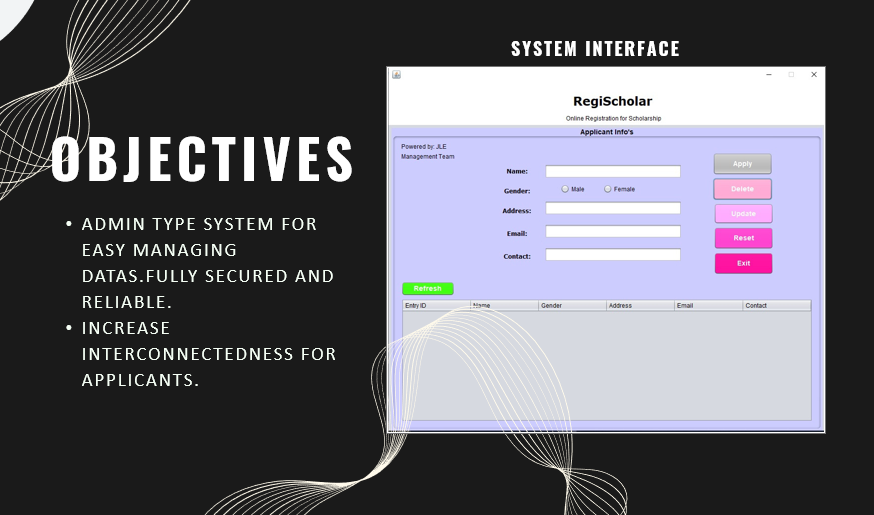 SYSTEM INTERFACE
RegiScholar
Online Registration for Scholarship
Applicant Info's
Powered by: JLE
Management Team
Name:
Gender:
Male
Female
Address:
Email:
Contact:
Apply
Delete
Update
Reset
Exit
Refresh
Entry ID Name Gender Address Email Contact
OBJECTIVES
• ADMIN TYPE SYSTEM FOR
EASY MANAGING
DATAS.FULLY SECURED AND
RELIABLE.
• INCREASE
INTERCONNECTEDNESS FOR
APPLICANTS.